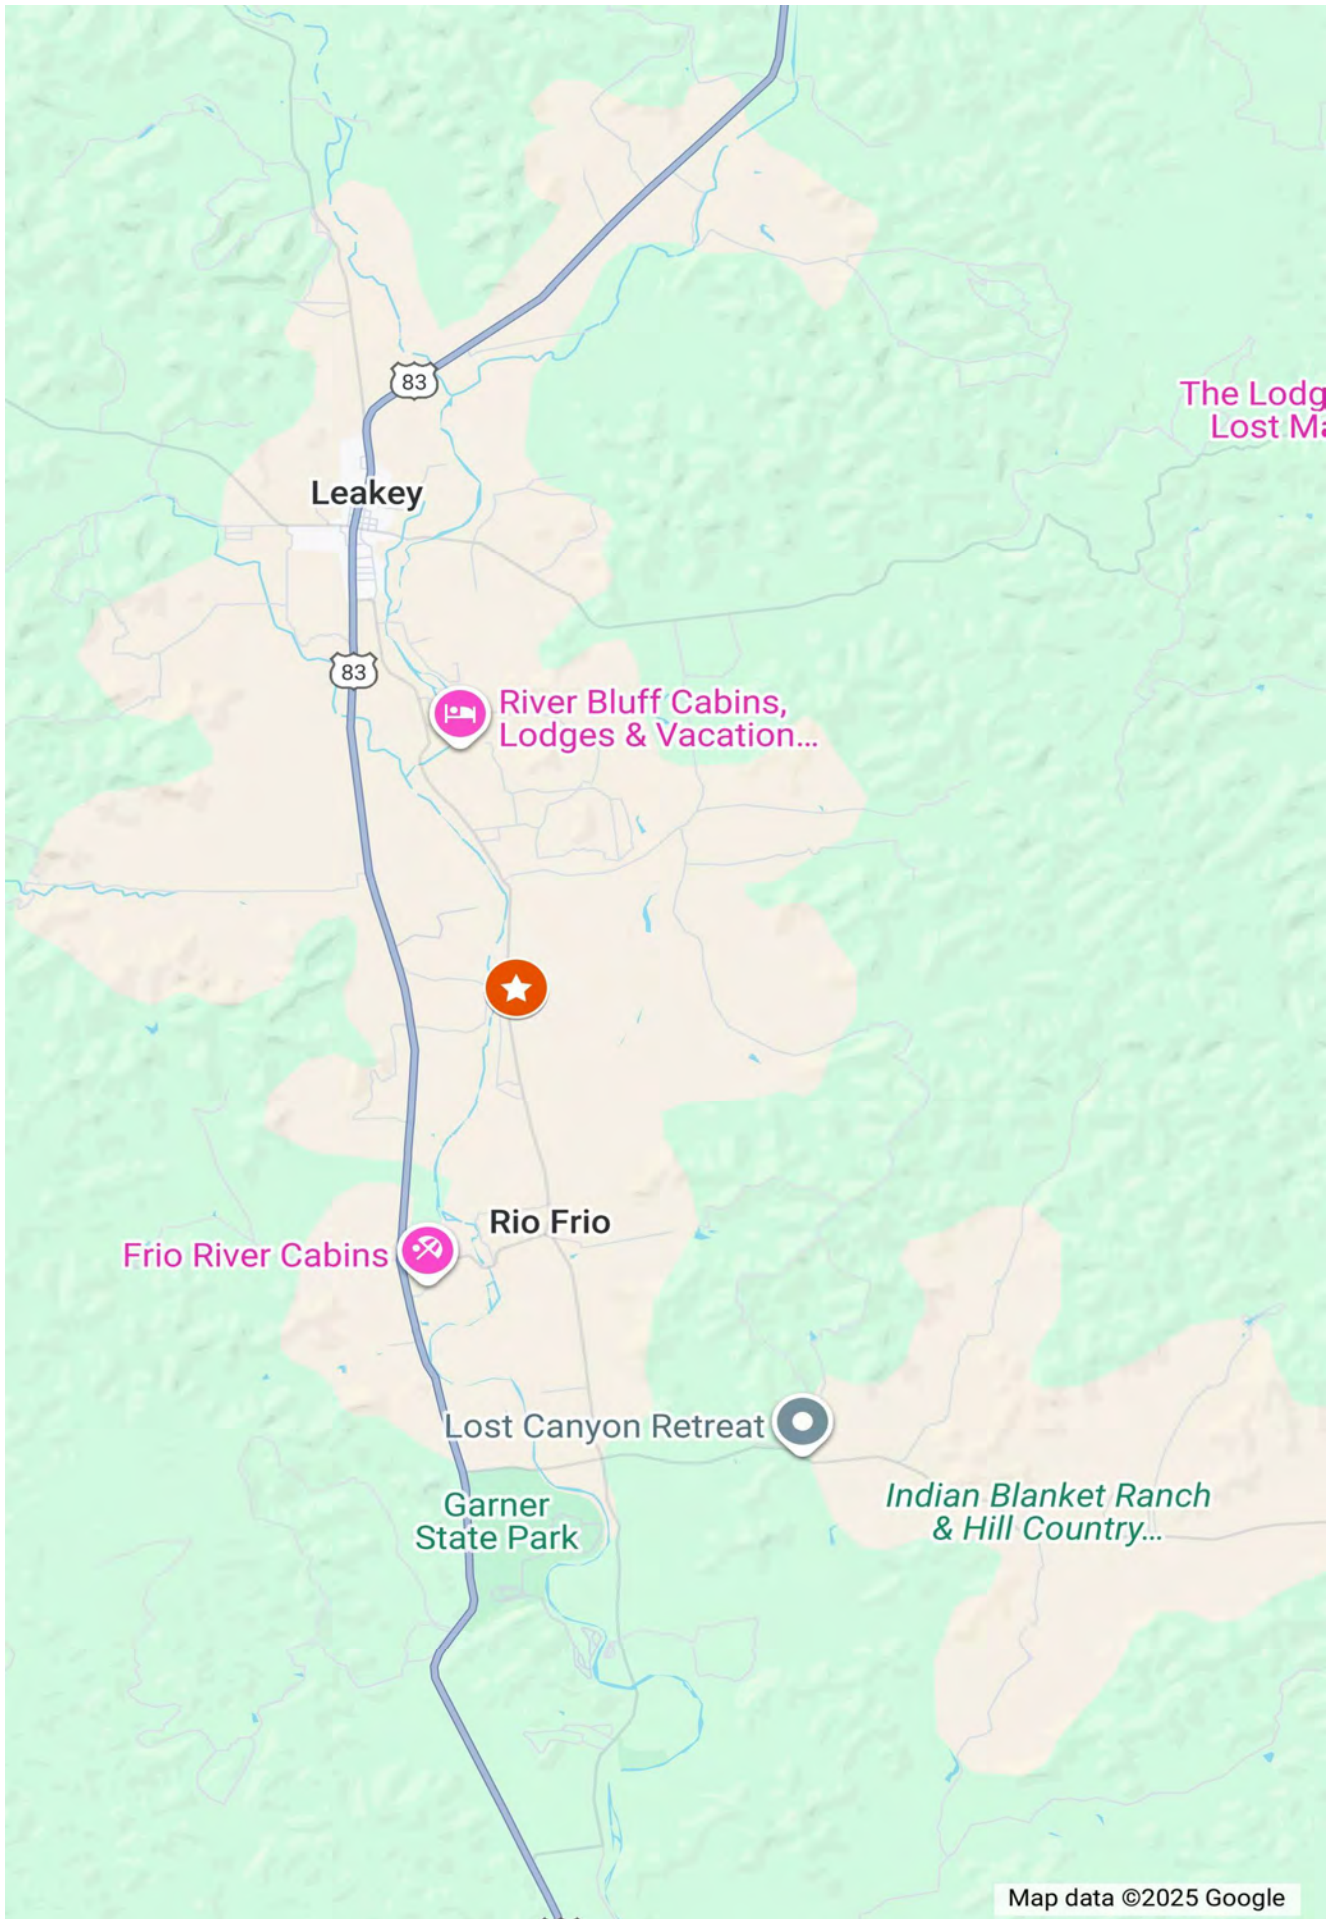 83
The Lodg
Lost Ma
Leakey
83
River Bluff Cabins,
Lodges & Vacation...
Rio Frio
Frio River Cabins
Lost Canyon Retreat
Garner
State Park
Indian Blanket Ranch
& Hill Country...
Map data ©2025 Google